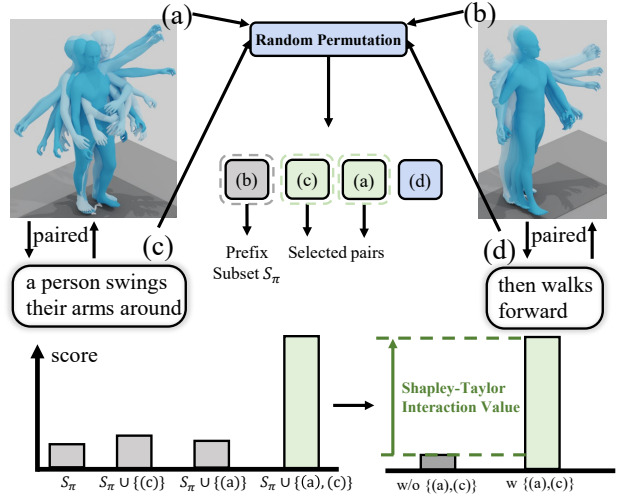 (a)
(b)
Random Permutation
(b)
(c)
(a)
(d)
Prefix
Subset S_π
Selected pairs
paired
(c)
(d)
paired
a person swings
their arms around
then walks
forward
score
Shapley-Taylor
Interaction Value
S_π
S_π ∪ {(c)}
S_π ∪ {(a)}
S_π ∪ {(a), (c)}
w/o {(a),(c)}
w {(a),(c)}